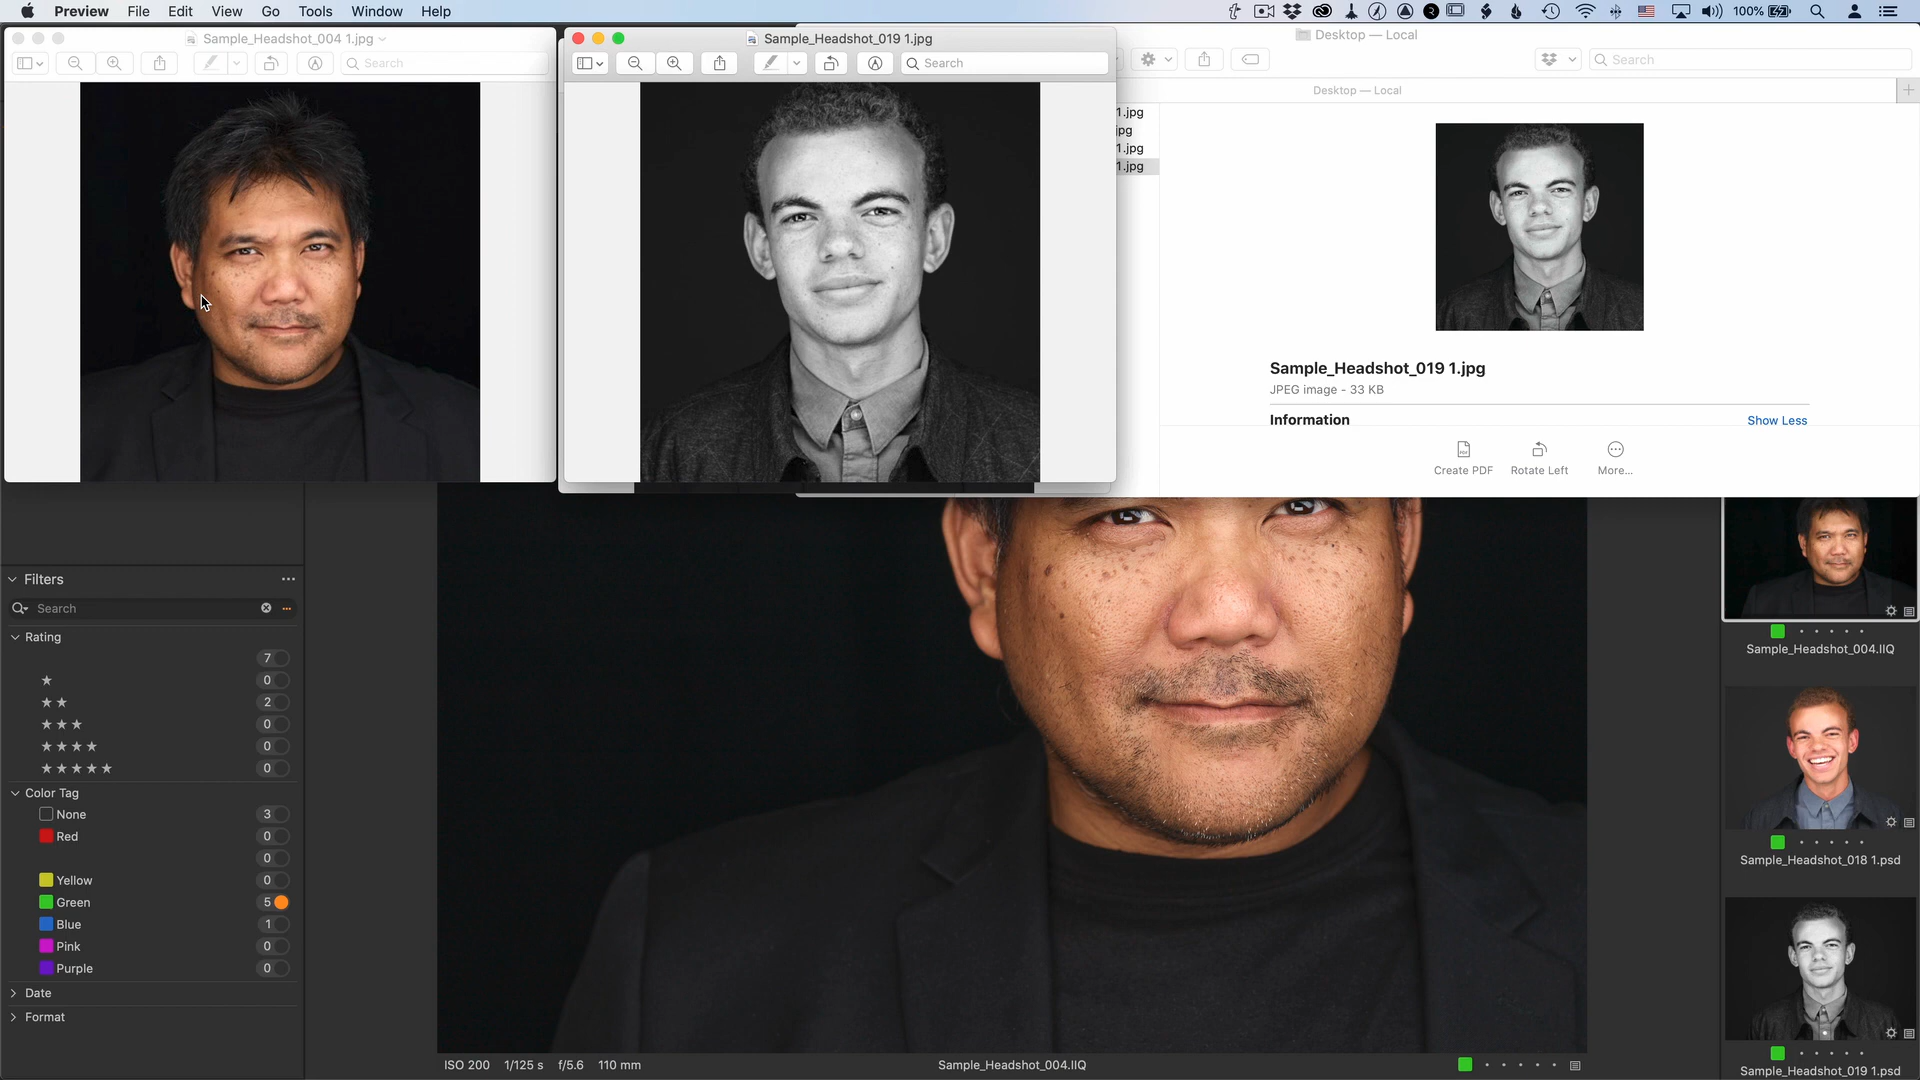 Preview File Edit View Go Tools Window Help
100%
Sample_Headshot_004 1.jpg
Search
Sample_Headshot_019 1.jpg
Search
Desktop — Local
Search
Desktop — Local
1.jpg
jpg
1.jpg
1.jpg
Sample_Headshot_019 1.jpg
JPEG image - 33 KB
Information
Show Less
Create PDF
Rotate Left
More...
Filters
Search
Rating
7
0
2
0
0
0
Color Tag
None 3
Red 0
0
Yellow 0
Green 5
Blue 1
Pink 0
Purple 0
Date
Format
ISO 200 1/125 s f/5.6 110 mm
Sample_Headshot_004.IIQ
Sample_Headshot_004.IIQ
Sample_Headshot_018 1.psd
Sample_Headshot_019 1.psd